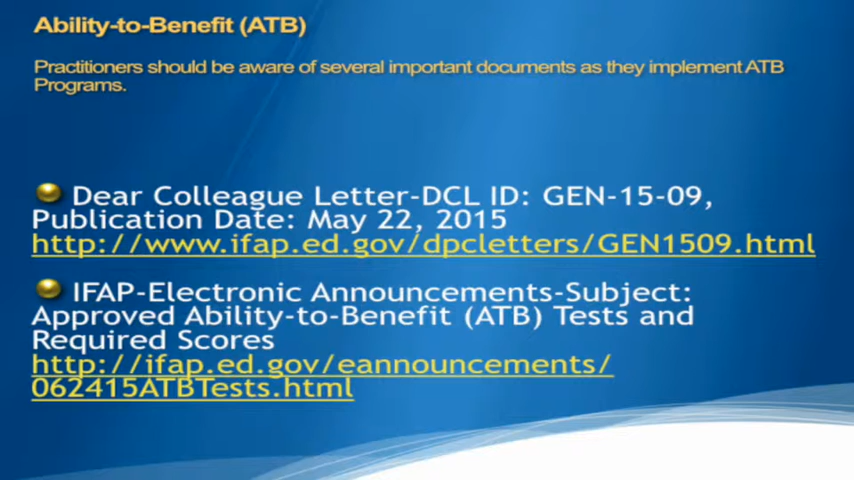 Ability-to-Benefit (ATB)
Practitioners should be aware of several important documents as they implement ATB
Programs.
Dear Colleague Letter-DCL ID: GEN-15-09,
Publication Date: May 22, 2015
http://www.ifap.ed.gov/dpcletters/GEN1509.html
IFAP-Electronic Announcements-Subject:
Approved Ability-to-Benefit (ATB) Tests and
Required Scores
http://ifap.ed.gov/eannouncements/
062415ATBTests.html